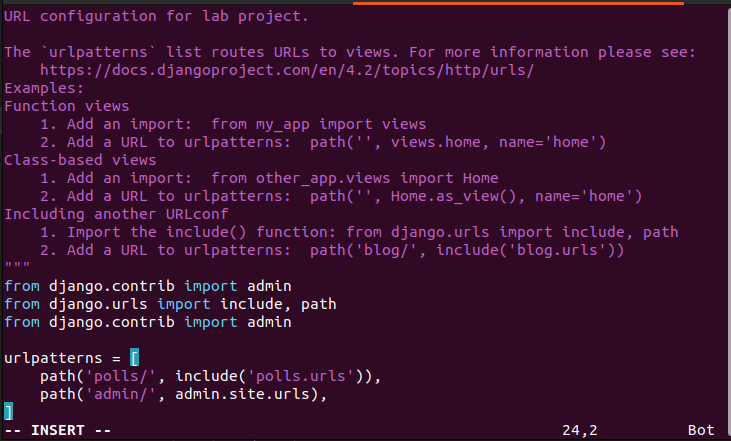 URL configuration for lab project.

The `urlpatterns` list routes URLs to views. For more information please see:
    https://docs.djangoproject.com/en/4.2/topics/http/urls/
Examples:
Function views
    1. Add an import:  from my_app import views
    2. Add a URL to urlpatterns:  path('', views.home, name='home')
Class-based views
    1. Add an import:  from other_app.views import Home
    2. Add a URL to urlpatterns:  path('', Home.as_view(), name='home')
Including another URLconf
    1. Import the include() function: from django.urls import include, path
    2. Add a URL to urlpatterns:  path('blog/', include('blog.urls'))
"""
from django.contrib import admin
from django.urls import include, path
from django.contrib import admin

urlpatterns = [
    path('polls/', include('polls.urls')),
    path('admin/', admin.site.urls),
]
-- INSERT --                                                  24,2          Bot